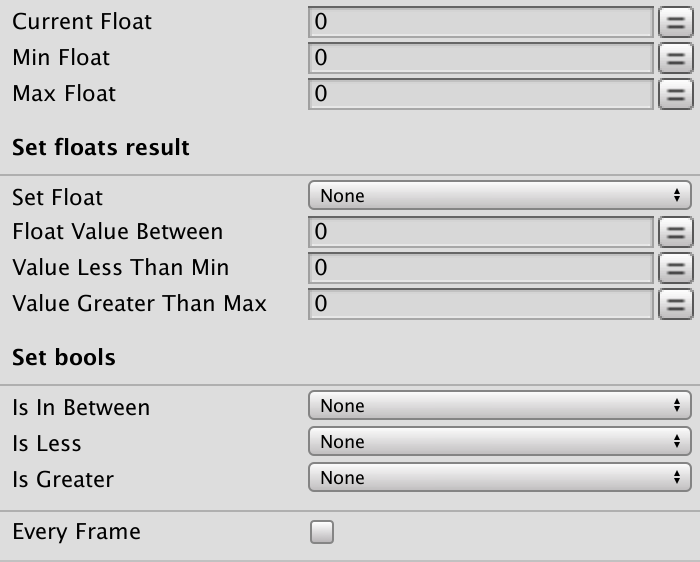 Current Float 0
Min Float 0
Max Float 0
Set floats result
Set Float None
Float Value Between 0
Value Less Than Min 0
Value Greater Than Max 0
Set bools
Is In Between None
Is Less None
Is Greater None
Every Frame